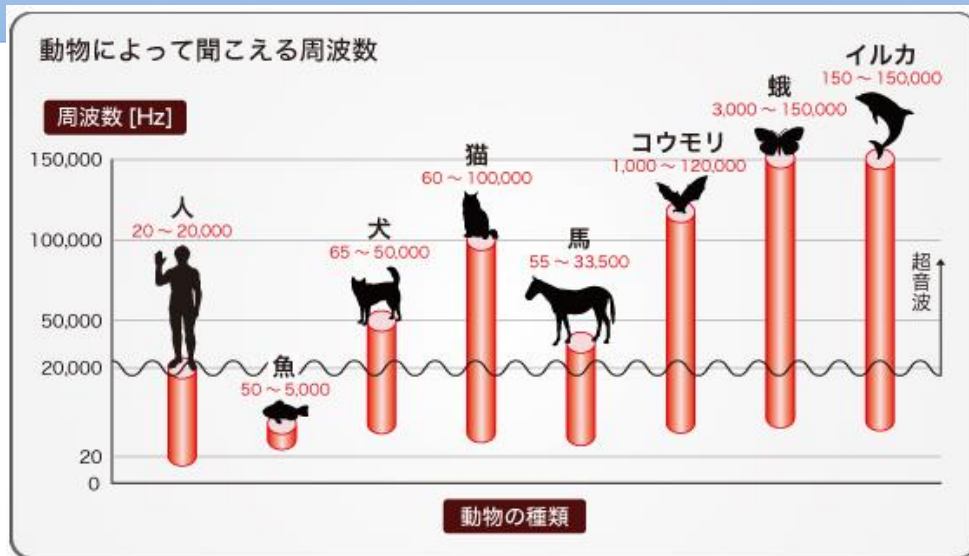 動物によって聞こえる周波数
周波数 [Hz]
イルカ
150 〜 150,000
蛾
3,000 〜 150,000
コウモリ
1,000 〜 120,000
猫
60 〜 100,000
人
20 〜 20,000
犬
65 〜 50,000
馬
55 〜 33,500
魚
50 〜 5,000
150,000
100,000
50,000
20,000
20
0
超音波
動物の種類